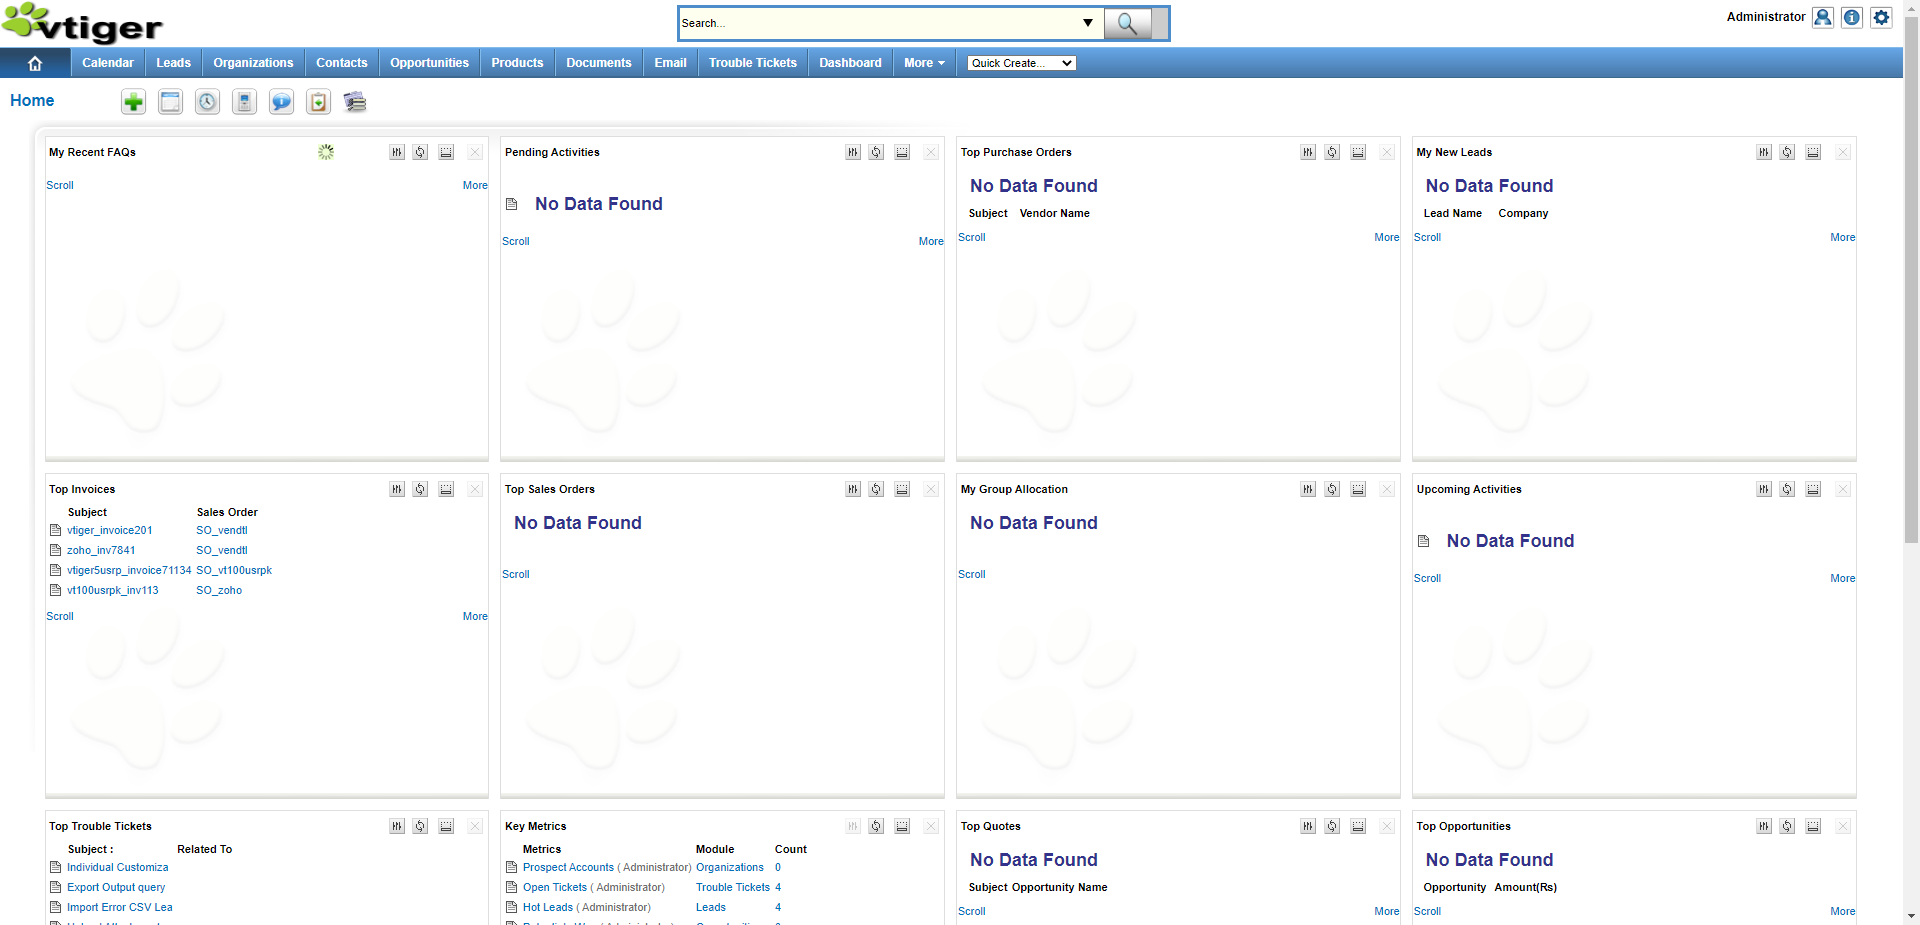 vtiger
Search...
Administrator
Calendar Leads Organizations Contacts Opportunities Products Documents Email Trouble Tickets Dashboard More Quick Create...
Home
My Recent FAQs
Scroll More
Pending Activities
No Data Found
Scroll More
Top Purchase Orders
No Data Found
Subject Vendor Name
Scroll More
My New Leads
No Data Found
Lead Name Company
Scroll More
Top Invoices
Subject Sales Order
vtiger_invoice201 SO_vendtl
zoho_inv7841 SO_vendtl
vtiger5usrp_invoice71134 SO_vt100usrpk
vt100usrpk_inv113 SO_zoho
Scroll More
Top Sales Orders
No Data Found
Scroll
My Group Allocation
No Data Found
Scroll
Upcoming Activities
No Data Found
Scroll More
Top Trouble Tickets
Subject : Related To
Individual Customiza
Export Output query
Import Error CSV Lea
Key Metrics
Metrics Module Count
Prospect Accounts ( Administrator) Organizations 0
Open Tickets ( Administrator) Trouble Tickets 4
Hot Leads ( Administrator) Leads 4
Top Quotes
No Data Found
Subject Opportunity Name
Scroll More
Top Opportunities
No Data Found
Opportunity Amount(Rs)
Scroll More